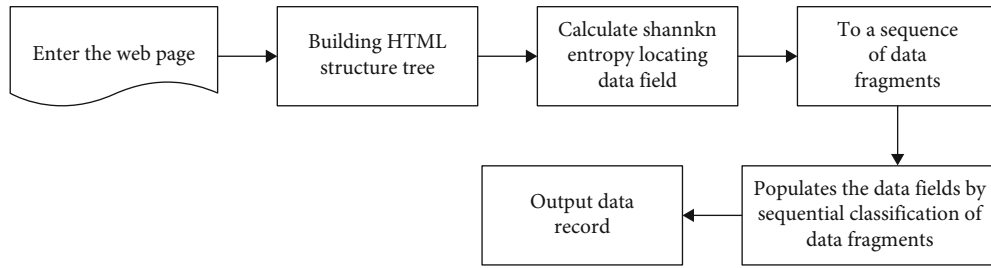 Enter the web page
Building HTML
structure tree
Calculate shannkn
entropy locating
data field
To a sequence
of data
fragments
Populates the data fields by
sequential classification of
data fragments
Output data
record